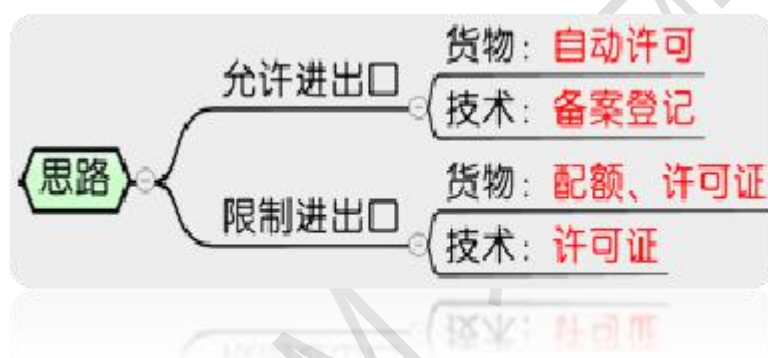 思路
允许进出口
货物：自动许可
技术：备案登记
限制进出口
货物：配额、许可证
技术：许可证